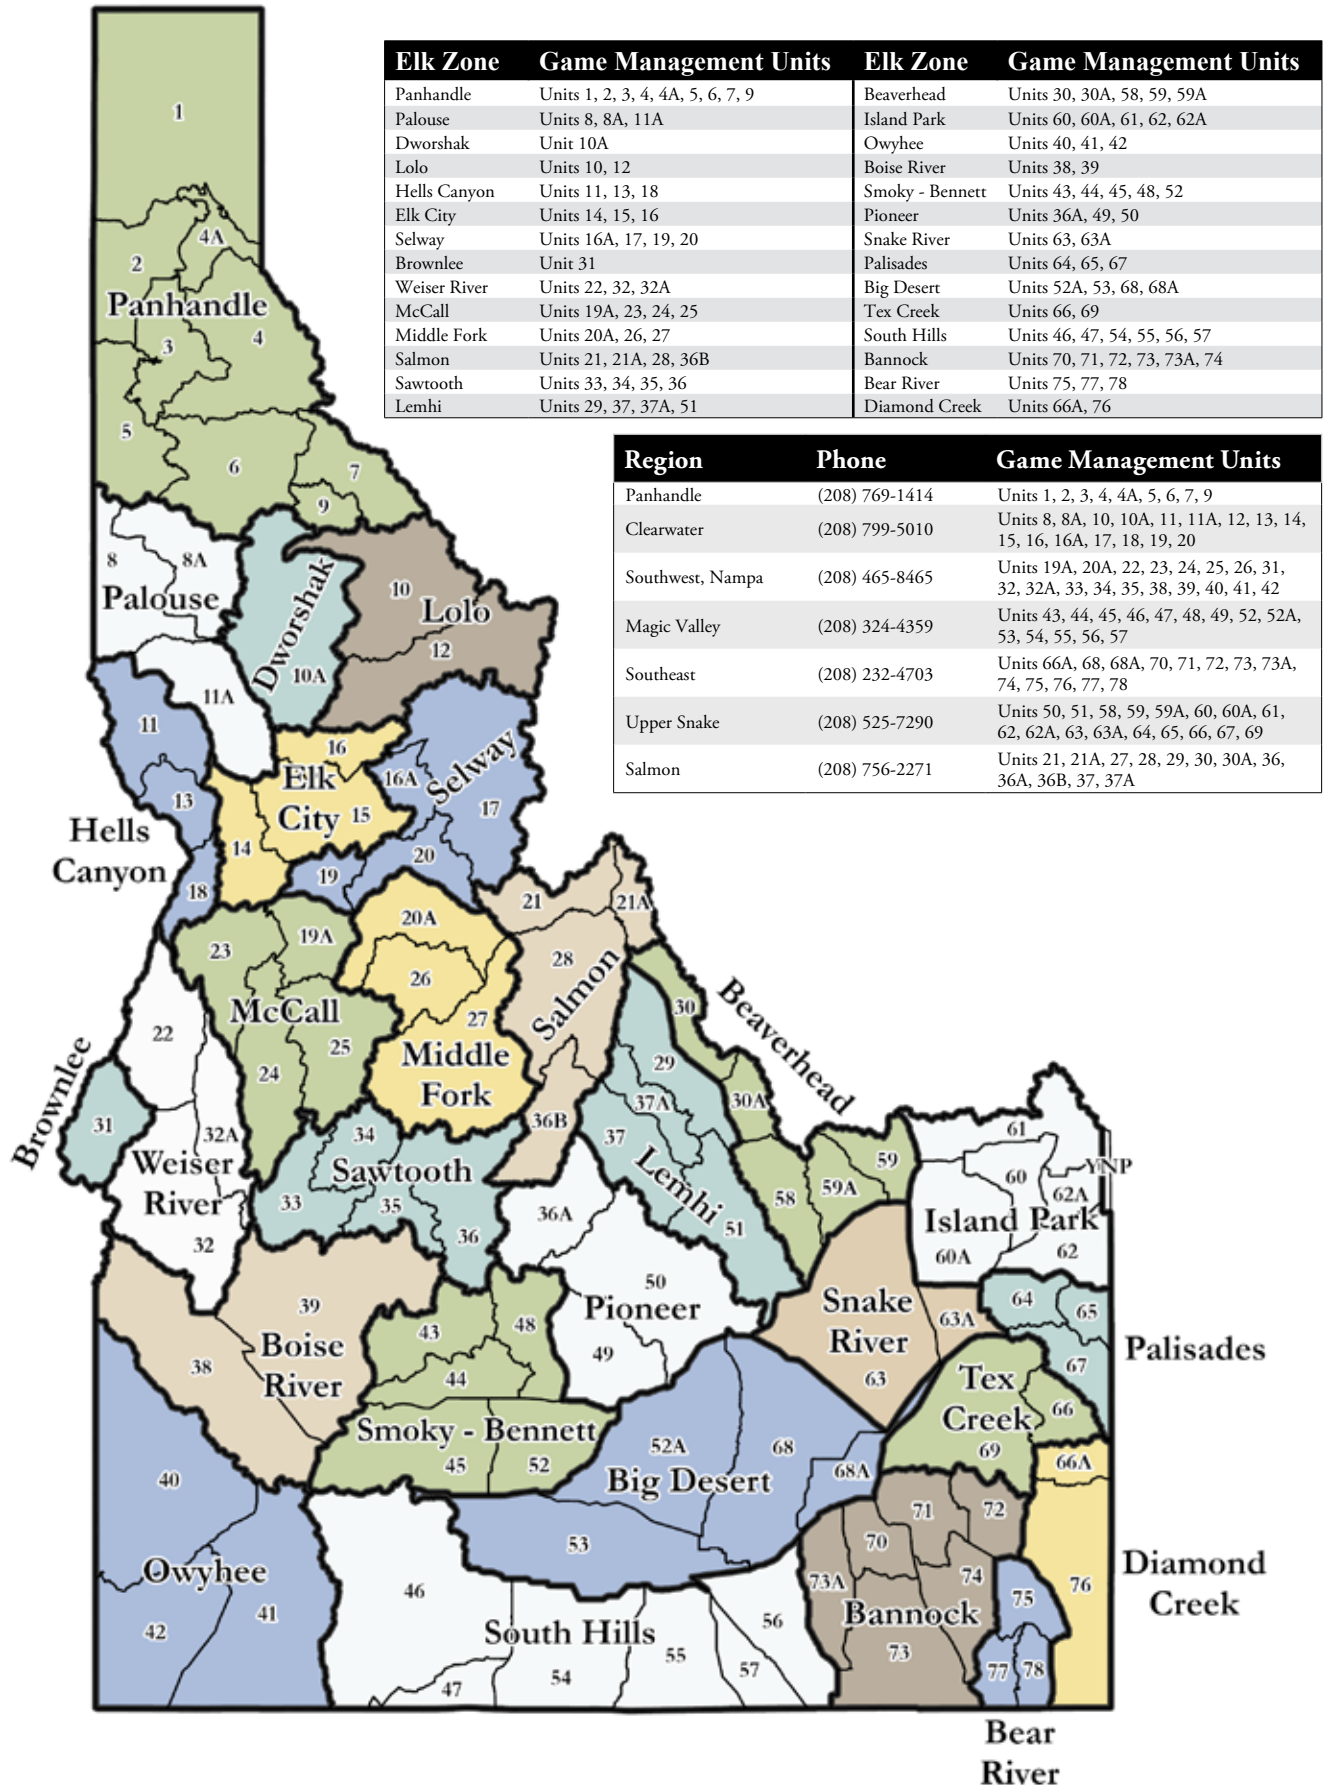 Elk Zone Game Management Units Elk Zone Game Management Units
Panhandle Units 1, 2, 3, 4, 4A, 5, 6, 7, 9 Beaverhead Units 30, 30A, 58, 59, 59A
Palouse Units 8, 8A, 11A Island Park Units 60, 60A, 61, 62, 62A
Dworshak Unit 10A Owyhee Units 40, 41, 42
Lolo Units 10, 12 Boise River Units 38, 39
Hells Canyon Units 11, 13, 18 Smoky - Bennett Units 43, 44, 45, 48, 52
Elk City Units 14, 15, 16 Pioneer Units 36A, 49, 50
Selway Units 16A, 17, 19, 20 Snake River Units 63, 63A
Brownlee Unit 31 Palisades Units 64, 65, 67
Weiser River Units 22, 32, 32A Big Desert Units 52A, 53, 68, 68A
McCall Units 19A, 23, 24, 25 Tex Creek Units 66, 69
Middle Fork Units 20A, 26, 27 South Hills Units 46, 47, 54, 55, 56, 57
Salmon Units 21, 21A, 28, 36B Bannock Units 70, 71, 72, 73, 73A, 74
Sawtooth Units 33, 34, 35, 36 Bear River Units 75, 77, 78
Lemhi Units 29, 37, 37A, 51 Diamond Creek Units 66A, 76
Region Phone Game Management Units
Panhandle (208) 769-1414 Units 1, 2, 3, 4, 4A, 5, 6, 7, 9
Clearwater (208) 799-5010 Units 8, 8A, 10, 10A, 11, 11A, 12, 13, 14,
15, 16, 16A, 17, 18, 19, 20
Southwest, Nampa (208) 465-8465 Units 19A, 20A, 22, 23, 24, 25, 26, 31,
32, 32A, 33, 34, 35, 38, 39, 40, 41, 42
Magic Valley (208) 324-4359 Units 43, 44, 45, 46, 47, 48, 49, 52, 52A,
53, 54, 55, 56, 57
Southeast (208) 232-4703 Units 66A, 68, 68A, 70, 71, 72, 73, 73A,
74, 75, 76, 77, 78
Upper Snake (208) 525-7290 Units 50, 51, 58, 59, 59A, 60, 60A, 61,
62, 62A, 63, 63A, 64, 65, 66, 67, 69
Salmon (208) 756-2271 Units 21, 21A, 27, 28, 29, 30, 30A, 36,
36A, 36B, 37, 37A
1
4A
2
Panhandle
3
4
5
6
7
9
8
8A
Palouse
Dworshak
10A
10
Lolo
12
11A
11
13
Hells
Canyon
18
16
Elk
City
15
14
16A
Selway
17
20
19
21
21A
20A
26
27
Middle
Fork
23
19A
McCall
25
24
28
Salmon
36B
30
Beaverhead
30A
58
59A
59
22
Brownlee
31
32A
Weiser
River
32
29
37A
37
Lemhi
51
34
Sawtooth
33
35
36
61
YNP
60
62A
Island Park
60A
62
36A
50
Pioneer
49
Snake
River
63A
63
64
65
Palisades
67
39
Boise
River
38
43
48
44
Smoky - Bennett
45
52
Tex
Creek
66
69
66A
52A
68
68A
Big Desert
53
40
Owyhee
42
41
46
South Hills
47
54
55
56
57
71
72
70
74
73A
Bannock
73
75
77
78
Bear
River
76
Diamond
Creek